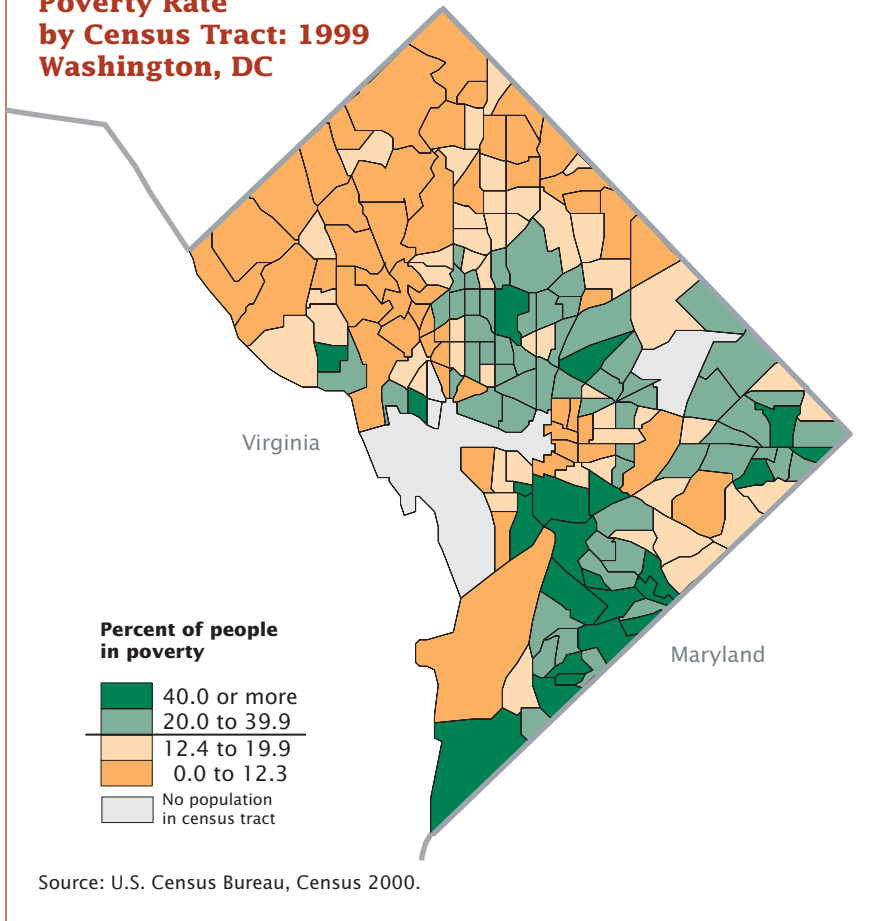 Poverty Rate
by Census Tract: 1999
Washington, DC
Virginia
Maryland
Percent of people
in poverty
40.0 or more
20.0 to 39.9
12.4 to 19.9
0.0 to 12.3
No population
in census tract
Source: U.S. Census Bureau, Census 2000.